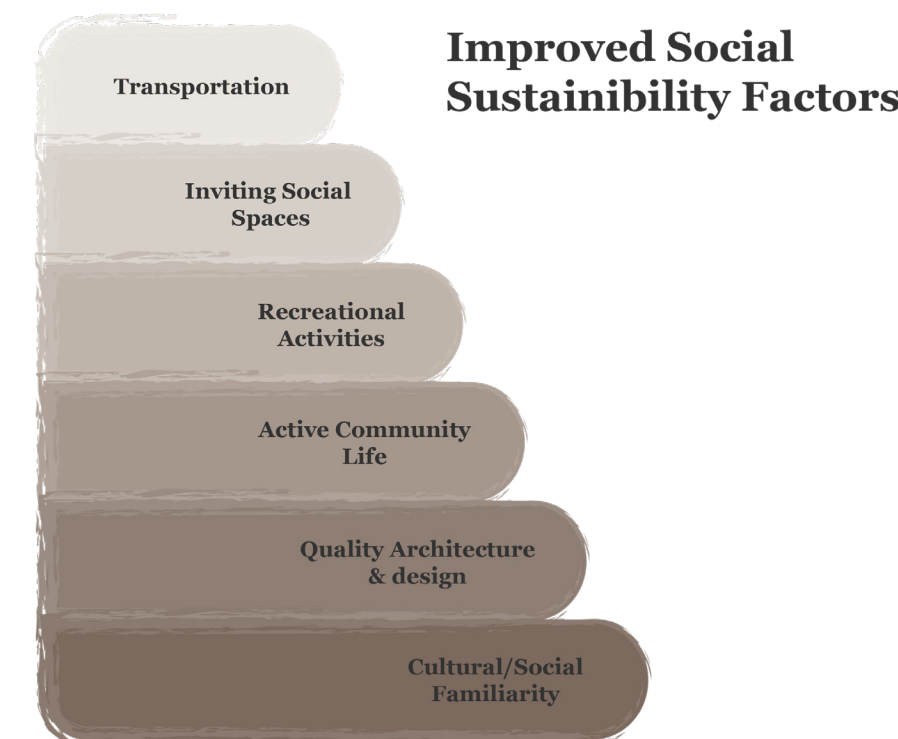 Improved Social
Sustainibility Factors
Transportation
Inviting Social
Spaces
Recreational
Activities
Active Community
Life
Quality Architecture
& design
Cultural/Social
Familiarity